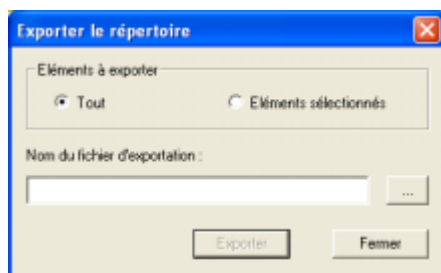 Exporter le répertoire
Eléments à exporter
Tout
Eléments sélectionnés
Nom du fichier d'exportation :
...
Exporter
Fermer